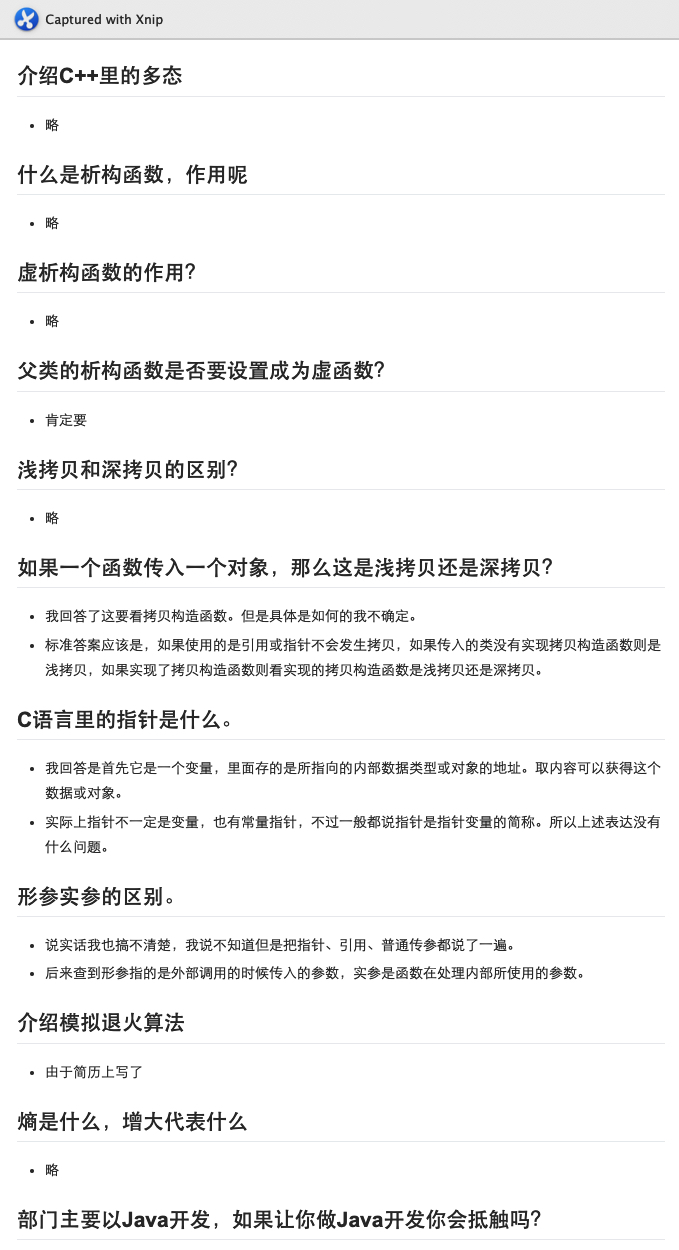 Captured with Xnip
介绍C++里的多态
略
什么是析构函数，作用呢
略
虚析构函数的作用？
略
父类的析构函数是否要设置成为虚函数？
肯定要
浅拷贝和深拷贝的区别？
略
如果一个函数传入一个对象，那么这是浅拷贝还是深拷贝？
我回答了这要看拷贝构造函数。但是具体是如何的我不确定。
标准答案应该是，如果使用的是引用或指针不会发生拷贝，如果传入的类没有实现拷贝构造函数则是
浅拷贝，如果实现了拷贝构造函数则看实现的拷贝构造函数是浅拷贝还是深拷贝。
C语言里的指针是什么。
我回答是首先它是一个变量，里面存的是所指向的内部数据类型或对象的地址。取内容可以获得这个
数据或对象。
实际上指针不一定是变量，也有常量指针，不过一般都说指针是指针变量的简称。所以上述表达没有
什么问题。
形参实参的区别。
说实话我也搞不清楚，我说不知道但是把指针、引用、普通传参都说了一遍。
后来查到形参指的是外部调用的时候传入的参数，实参是函数在处理内部所使用的参数。
介绍模拟退火算法
由于简历上写了
熵是什么，增大代表什么
略
部门主要以Java开发，如果让你做Java开发你会抵触吗？